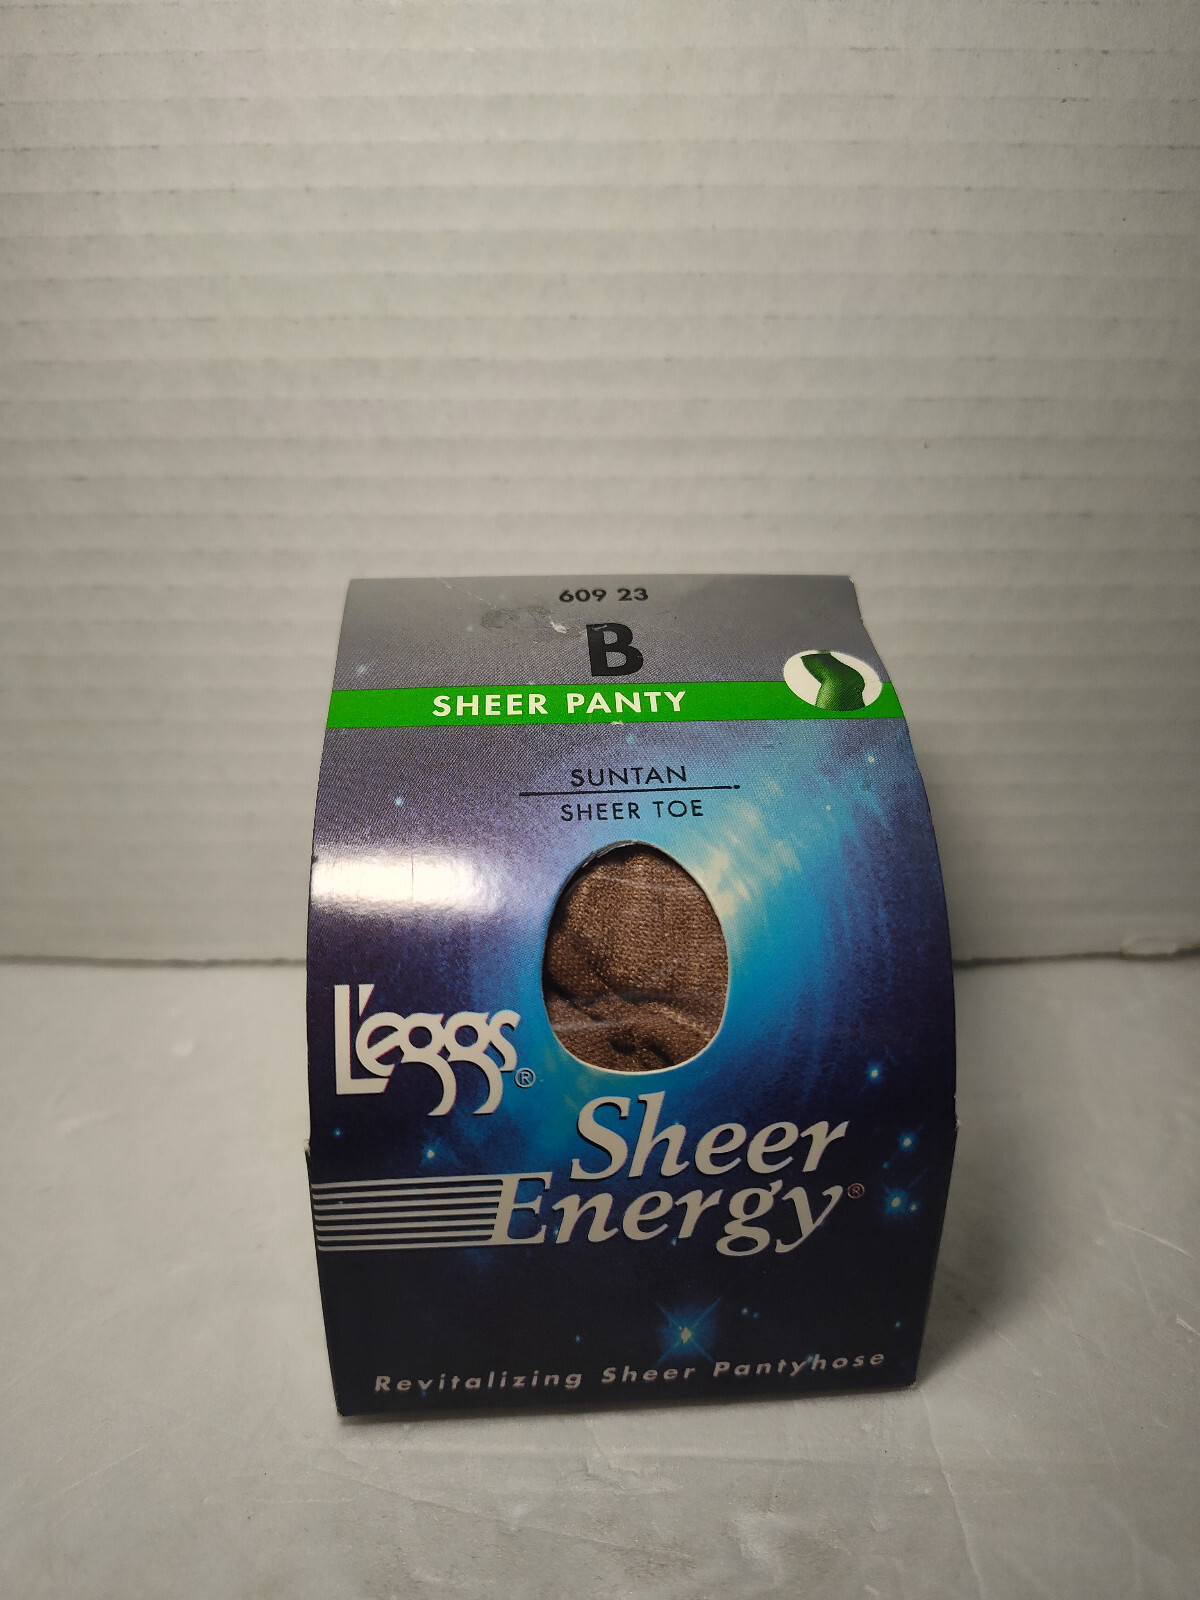 609 23
B
SHEER PANTY
SUNTAN
SHEER TOE
L'eggs®
Sheer
Energy®
Revitalizing Sheer Pantyhose